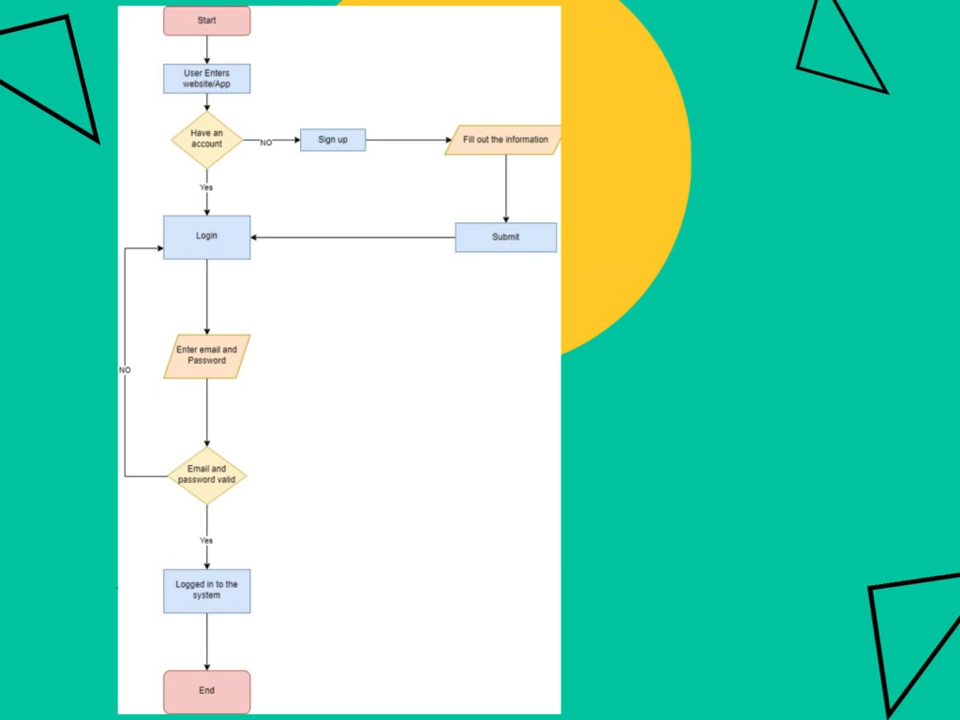 Start
User Enters
website/App
Have an
account
NO
Sign up
Fill out the information
Yes
Login
Submit
Enter email and
Password
NO
Email and
password valid
Yes
Logged in to the
system
End